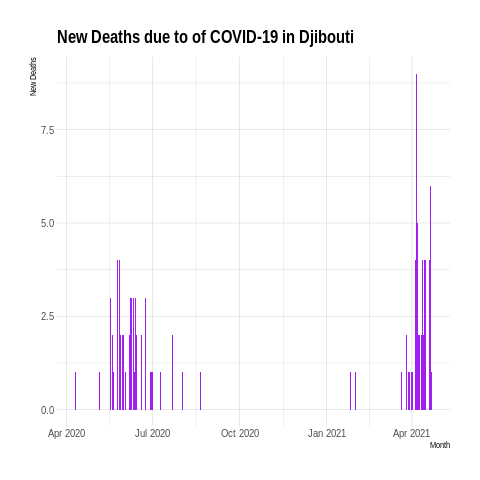 New Deaths due to of COVID-19 in Djibouti
New Deaths
7.5
5.0
2.5
0.0
Apr 2020 Jul 2020 Oct 2020 Jan 2021 Apr 2021
Month